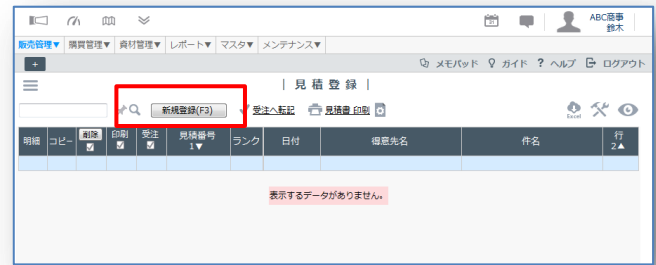 ABC商事
鈴木
販売管理▼ 購買管理▼ 資材管理▼ レポート▼ マスタ▼ メンテナンス▼
+ メモパッド ガイド ? ヘルプ ログアウト
| 見 積 登 録 |
新規登録(F3) 受注へ転記 見積書 印刷 Excel
明細 コピー 削除 印刷 受注 見積番号 1▼ ランク 日付 得意先名 件名 行 2▲
表示するデータがありません。